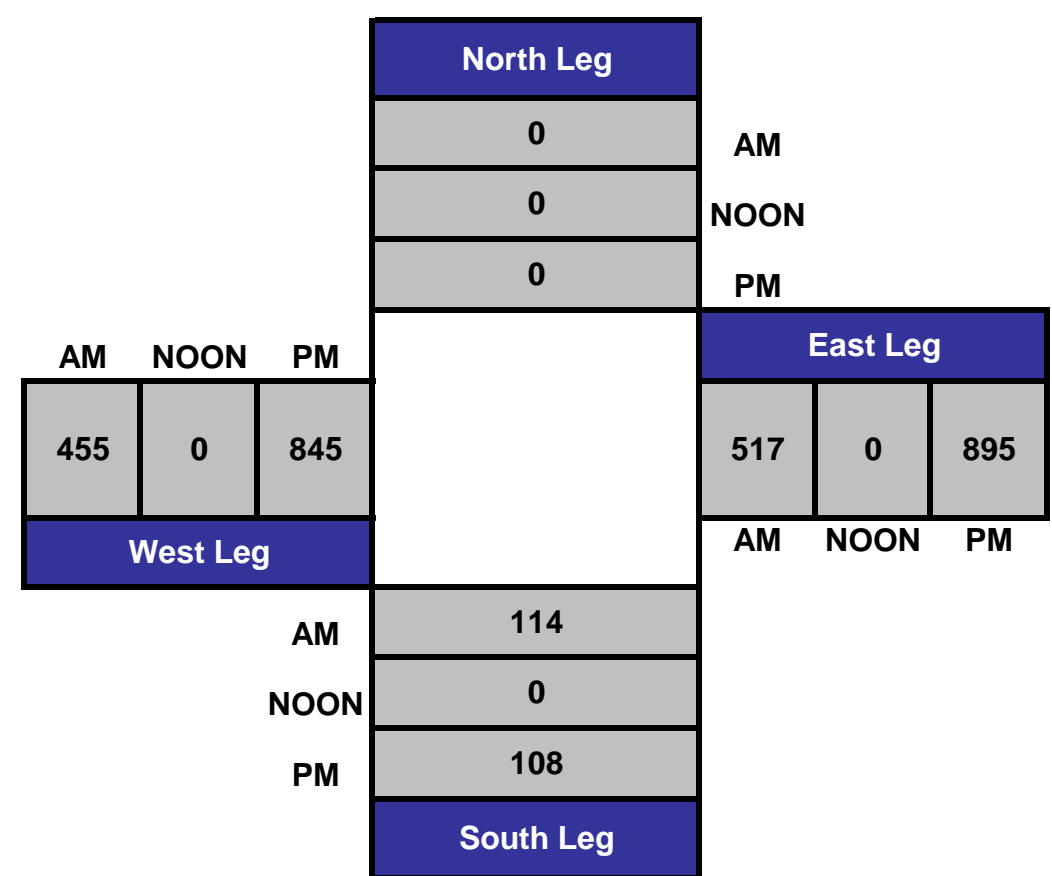 North Leg
0 AM
0 NOON
0 PM
AM NOON PM
East Leg
455 0 845
517 0 895
West Leg
AM NOON PM
AM 114
NOON 0
PM 108
South Leg